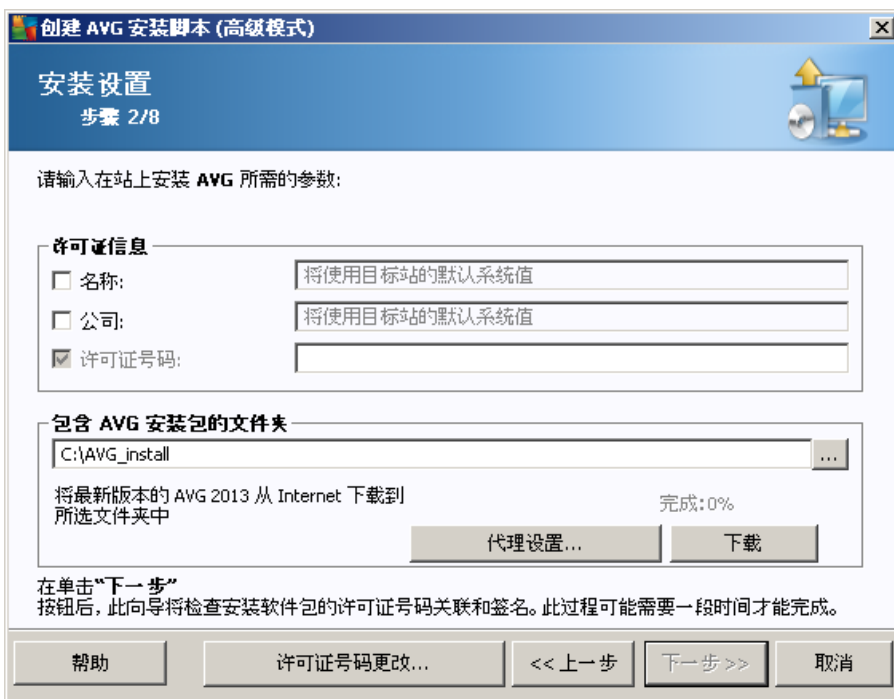 创建 AVG 安装脚本 (高级模式)
安装设置
步骤 2/8
请输入在站上安装 AVG 所需的参数:
许可证信息
名称:
将使用目标站的默认系统值
公司:
将使用目标站的默认系统值
许可证号码:
包含 AVG 安装包的文件夹
C:\AVG_install
...
将最新版本的 AVG 2013 从 Internet 下载到
所选文件夹中
完成:0%
代理设置...
下载
在单击“下一步”
按钮后, 此向导将检查安装软件包的许可证号码关联和签名。此过程可能需要一段时间才能完成。
帮助
许可证号码更改...
<< 上一步
下一步 >>
取消